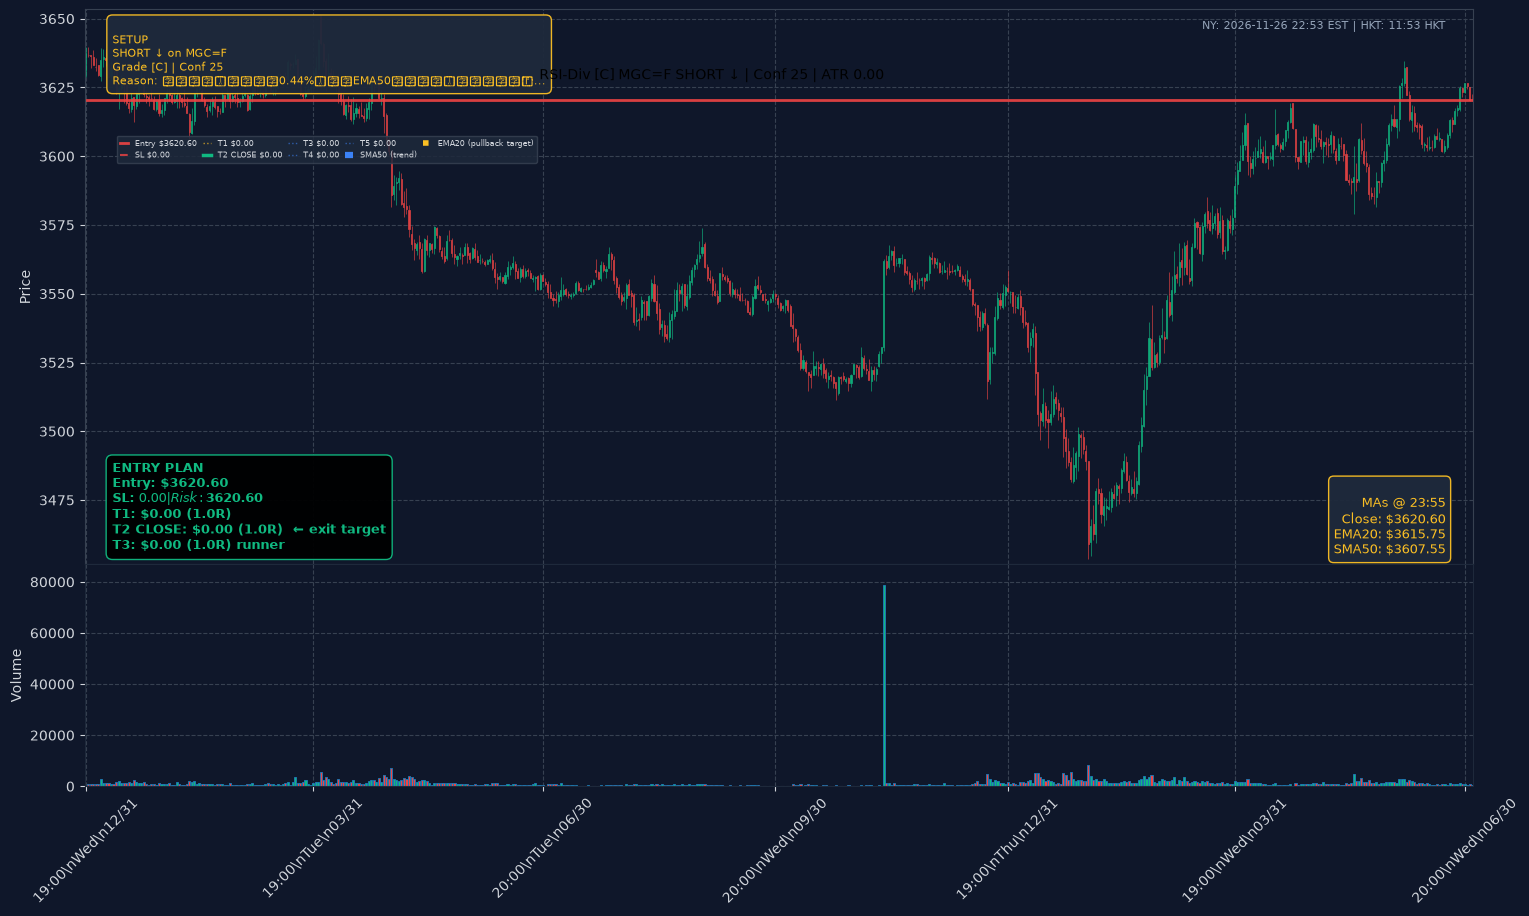 NY: 2026-11-26 22:53 EST | HKT: 11:53 HKT
SETUP
SHORT ↓ on MGC=F
Grade [C] | Conf 25
Reason: 0.44% EMA50 ...
RSI-Div [C] MGC=F SHORT ↓ | Conf 25 | ATR 0.00
Entry $3620.60
SL $0.00
T1 $0.00
T2 CLOSE $0.00
T3 $0.00
T4 $0.00
T5 $0.00
SMA50 (trend)
EMA20 (pullback target)
Price
3650
3625
3600
3575
3550
3525
3500
3475
ENTRY PLAN
Entry: $3620.60
SL: 0.00|Risk:3620.60
T1: $0.00 (1.0R)
T2 CLOSE: $0.00 (1.0R) ← exit target
T3: $0.00 (1.0R) runner
MAs @ 23:55
Close: $3620.60
EMA20: $3615.75
SMA50: $3607.55
Volume
80000
60000
40000
20000
0
19:00\nWed\n12/31
19:00\nTue\n03/31
20:00\nTue\n06/30
20:00\nWed\n09/30
19:00\nThu\n12/31
19:00\nWed\n03/31
20:00\nWed\n06/30